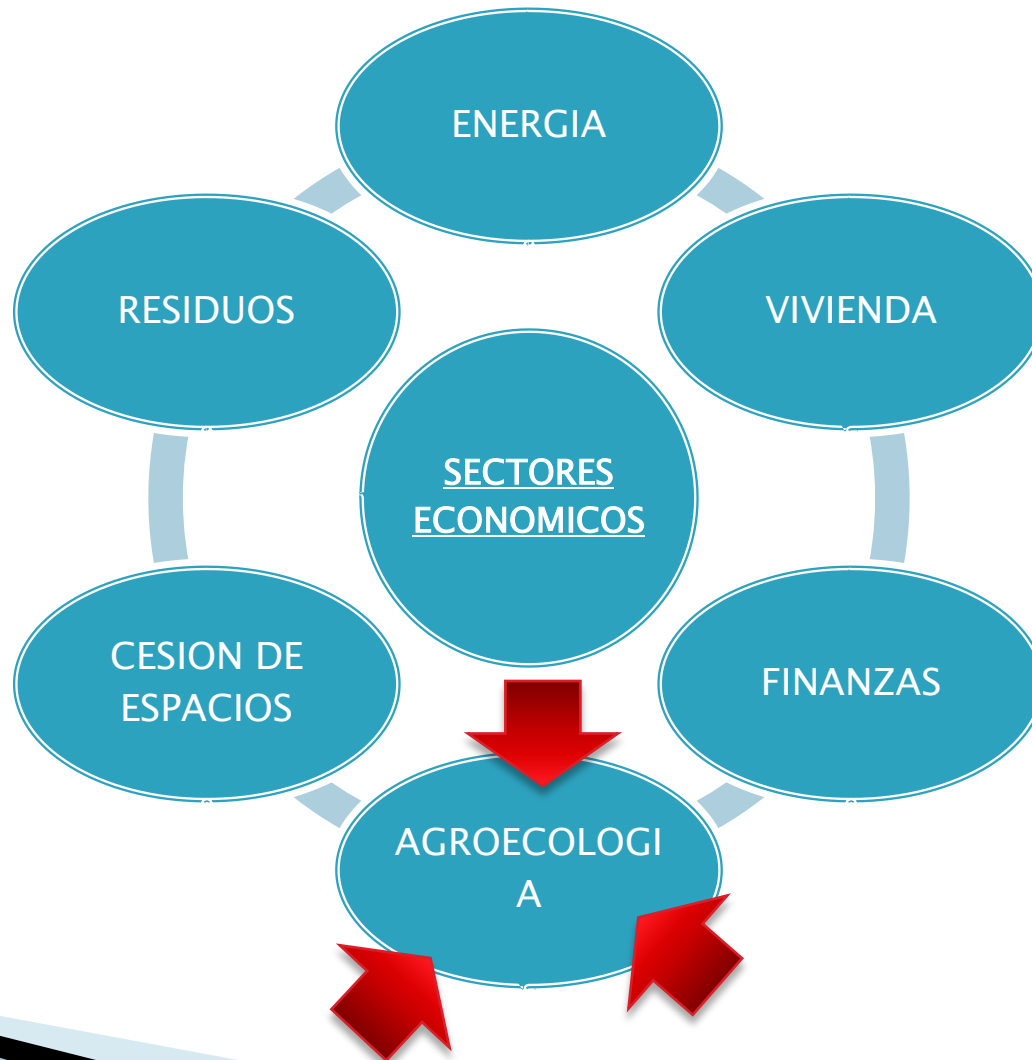 ENERGIA
RESIDUOS
VIVIENDA
SECTORES
ECONOMICOS
CESION DE
ESPACIOS
FINANZAS
AGROECOLOGI
A